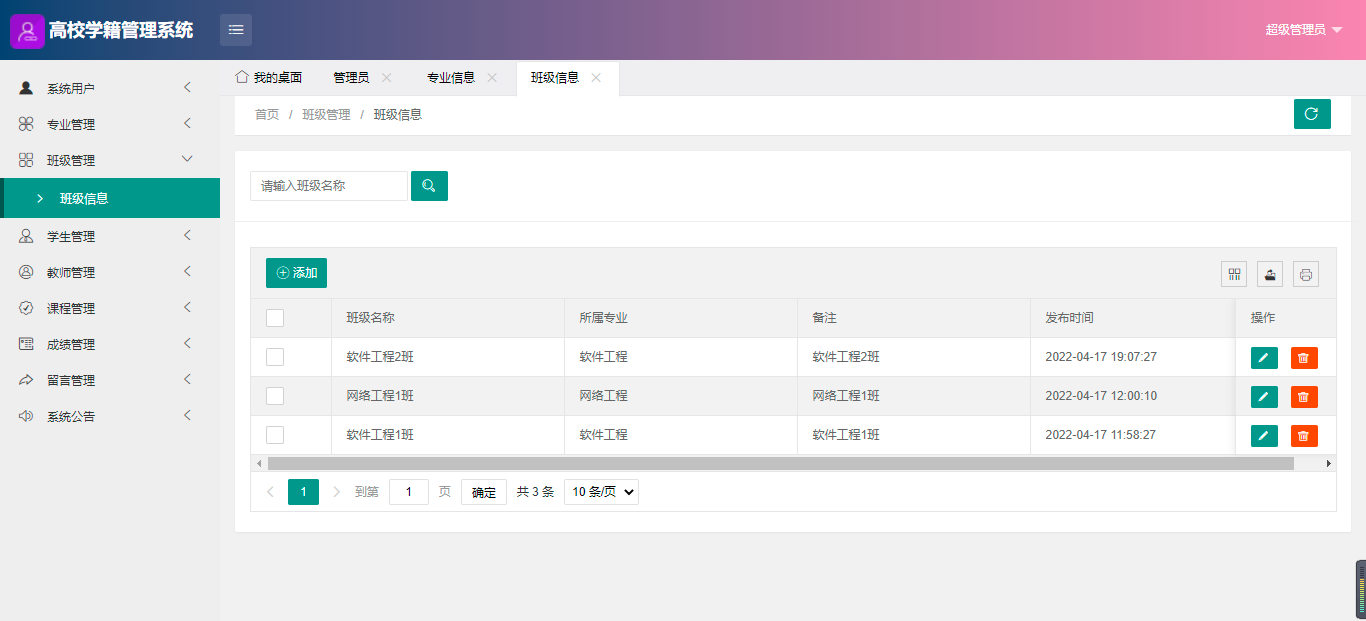 高校学籍管理系统
超级管理员
系统用户
专业管理
班级管理
班级信息
学生管理
教师管理
课程管理
成绩管理
留言管理
系统公告
我的桌面 管理员 专业信息 班级信息
首页 / 班级管理 / 班级信息
请输入班级名称
添加
班级名称 所属专业 备注 发布时间 操作
软件工程2班 软件工程 软件工程2班 2022-04-17 19:07:27
网络工程1班 网络工程 网络工程1班 2022-04-17 12:00:10
软件工程1班 软件工程 软件工程1班 2022-04-17 11:58:27
1 到第 1 页 确定 共 3 条 10 条/页